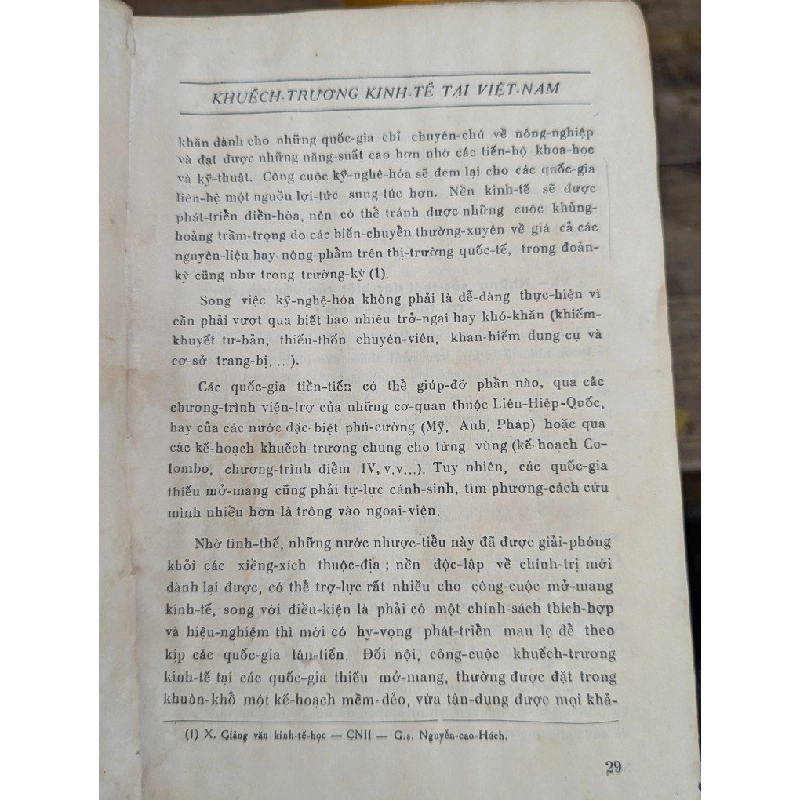 KHUẾCH-TRƯƠNG KINH-TẾ TẠI VIỆT-NAM
khăn dành cho những quốc-gia chỉ chuyên-chú về nông-nghiệp
và đạt được những năng-suất cao hơn nhờ các tiến-bộ khoa-học
và kỹ-thuật. Công cuộc kỹ-nghệ-hóa sẽ đem lại cho các quốc-gia
liên-hệ một nguồn lợi-tức sung túc hơn. Nền kinh-tế sẽ được
phát-triển điền-hòa, nên có thể tránh được những cuộc khủng-
hoảng trầm-trọng do các biến-chuyển thường-xuyên về giá cả các
nguyên-liệu hay nông-phẩm trên thị-trường quốc-tế, trong đoản-
kỳ cũng như trong trường-kỳ (1).
Song việc kỹ-nghệ-hóa không phải là dễ-dàng thực-hiện vì
cần phải vượt qua biết bao nhiêu trở-ngại hay khó-khăn (khiếm-
khuyết tư-bản, thiếu-thốn chuyên-viên, khan-hiếm dụng cụ và
cơ-sở trang-bị, ...).
Các quốc-gia tiền-tiến có thể giúp-đỡ phần nào, qua các
chương-trình viện-trợ của những cơ-quan thuộc Liên-Hiệp-Quốc,
hay của các nước đặc-biệt phú-cường (Mỹ, Anh, Pháp) hoặc qua
các kế-hoạch khuếch-trương chung cho từng vùng (kế-hoạch Co-
lombo, chương-trình điểm IV, v.v...). Tuy nhiên, các quốc-gia
thiếu mở-mang cũng phải tự-lực cánh-sinh, tìm phương-cách cứu
mình nhiều hơn là trông vào ngoại-viện.
Nhờ tình-thế, những nước nhược-tiểu này đã được giải-phóng
khỏi các xiềng-xích thuộc-địa ; nền độc-lập về chính-trị mới
dành lại được, có thể trợ-lực rất nhiều cho công-cuộc mở-mang
kinh-tế, song với điều-kiện là phải có một chính-sách thích-hợp
và hiệu-nghiệm thì mới có hy-vọng phát-triển mau lẹ để theo
kịp các quốc-gia tân-tiến. Đối nội, công-cuộc khuếch-trương
kinh-tế tại các quốc-gia thiếu mở-mang, thường được đặt trong
khuôn-khổ một kế-hoạch mềm-dẻo, vừa tận-dụng được mọi khả-
(1) X. Giảng văn kinh-tế-học — CNII — G.s. Nguyễn-cao-Hách.
29